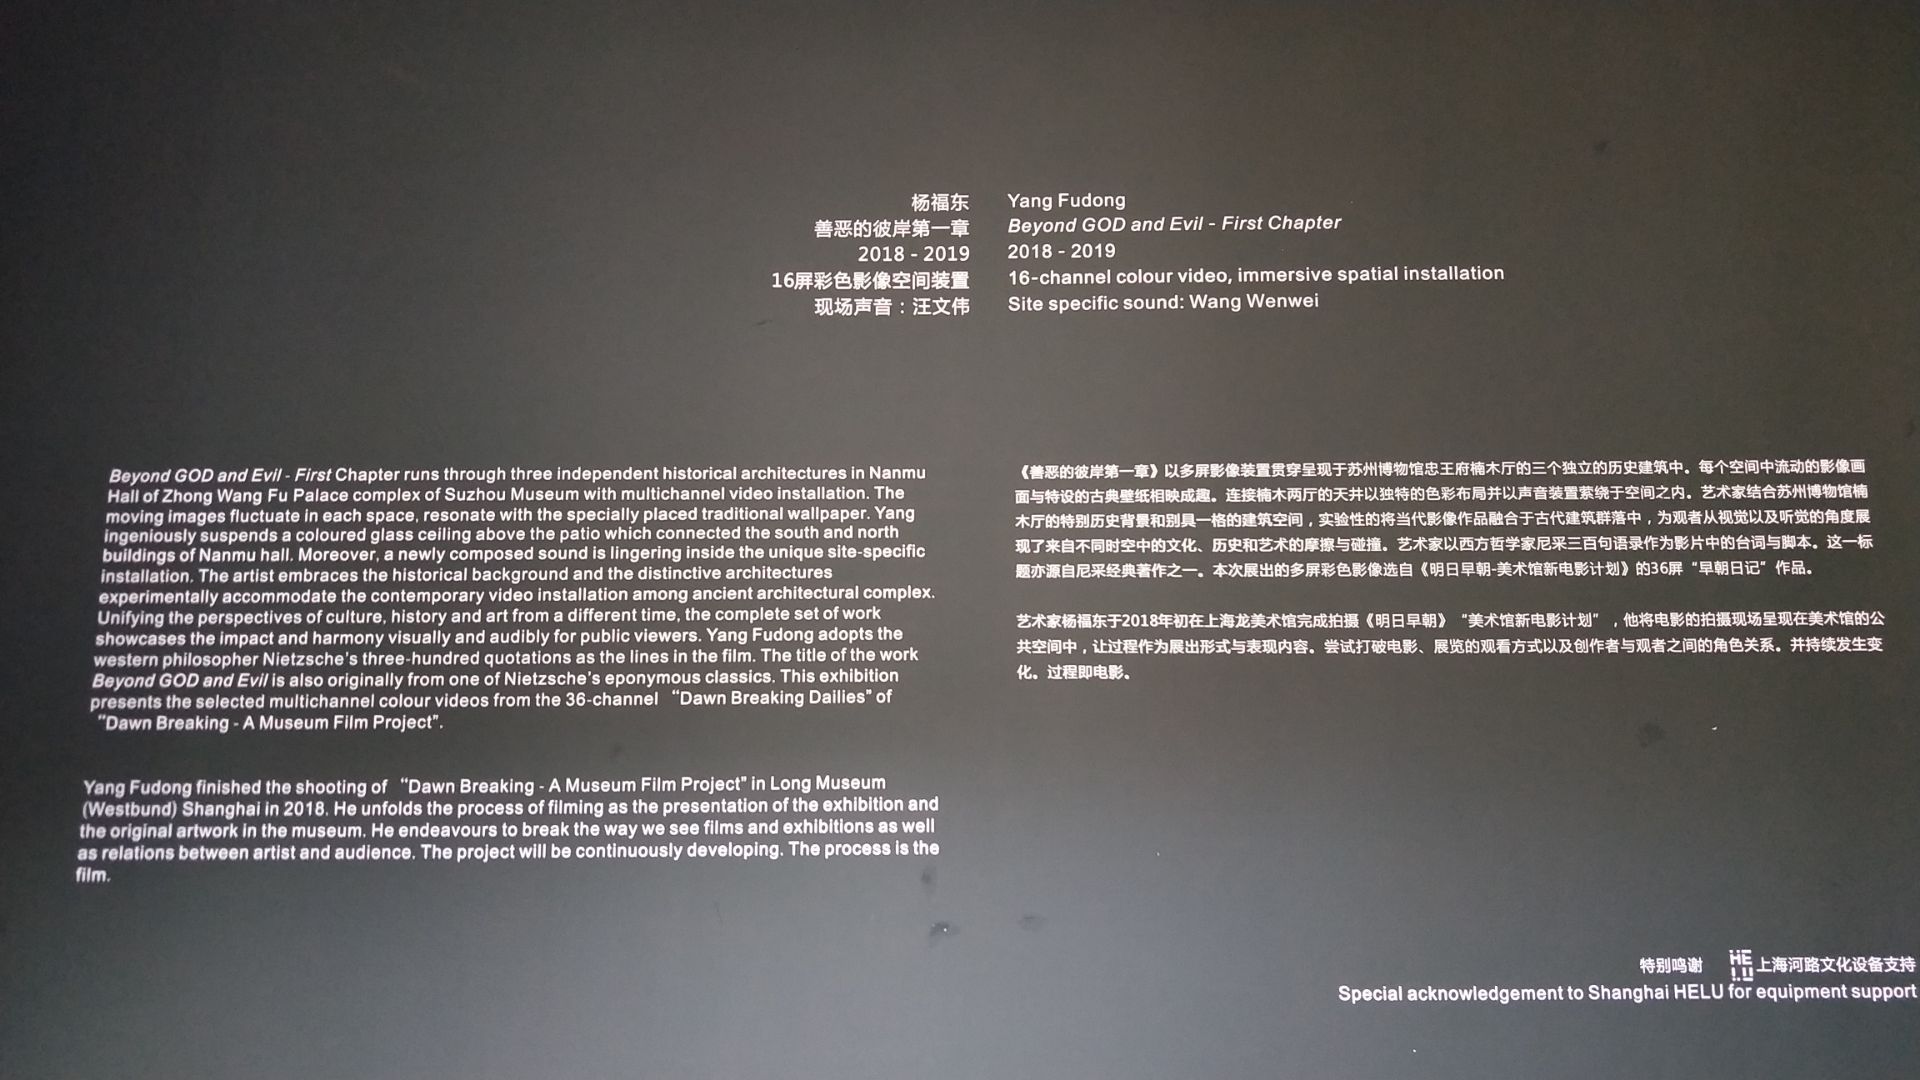 杨福东
善恶的彼岸第一章
2018 - 2019
16屏彩色影像空间装置
现场声音：汪文伟
Yang Fudong
Beyond GOD and Evil - First Chapter
2018 - 2019
16-channel colour video, immersive spatial installation
Site specific sound: Wang Wenwei
Beyond GOD and Evil - First Chapter runs through three independent historical architectures in Nanmu
Hall of Zhong Wang Fu Palace complex of Suzhou Museum with multichannel video installation. The
moving images fluctuate in each space, resonate with the specially placed traditional wallpaper. Yang
ingeniously suspends a coloured glass ceiling above the patio which connected the south and north
buildings of Nanmu hall. Moreover, a newly composed sound is lingering inside the unique site-specific
installation. The artist embraces the historical background and the distinctive architectures
experimentally accommodate the contemporary video installation among ancient architectural complex.
Unifying the perspectives of culture, history and art from a different time, the complete set of work
showcases the impact and harmony visually and audibly for public viewers. Yang Fudong adopts the
western philosopher Nietzsche's three-hundred quotations as the lines in the film. The title of the work
Beyond GOD and Evil is also originally from one of Nietzsche's eponymous classics. This exhibition
presents the selected multichannel colour videos from the 36-channel “Dawn Breaking Dailies” of
“Dawn Breaking - A Museum Film Project”.
Yang Fudong finished the shooting of “Dawn Breaking - A Museum Film Project” in Long Museum
(Westbund) Shanghai in 2018. He unfolds the process of filming as the presentation of the exhibition and
the original artwork in the museum. He endeavours to break the way we see films and exhibitions as well
as relations between artist and audience. The project will be continuously developing. The process is the
film.
《善恶的彼岸第一章》以多屏影像装置贯穿呈现于苏州博物馆忠王府楠木厅的三个独立的历史建筑中。每个空间中流动的影像画
面与特设的古典壁纸相映成趣。连接楠木两厅的天井以独特的色彩布局并以声音装置萦绕于空间之内。艺术家结合苏州博物馆楠
木厅的特别历史背景和别具一格的建筑空间，实验性的将当代影像作品融合于古代建筑群落中，为观者从视觉以及听觉的角度展
现了来自不同时空中的文化、历史和艺术的摩擦与碰撞。艺术家以西方哲学家尼采三百句语录作为影片中的台词与脚本。这一标
题亦源自尼采经典著作之一。本次展出的多屏彩色影像选自《明日早朝-美术馆新电影计划》的36屏“早朝日记”作品。
艺术家杨福东于2018年初在上海龙美术馆完成拍摄《明日早朝》“美术馆新电影计划”，他将电影的拍摄现场呈现在美术馆的公
共空间中，让过程作为展出形式与表现内容。尝试打破电影、展览的观看方式以及创作者与观者之间的角色关系。并持续发生变
化。过程即电影。
特别鸣谢 HELU 上海河路文化设备支持
Special acknowledgement to Shanghai HELU for equipment support